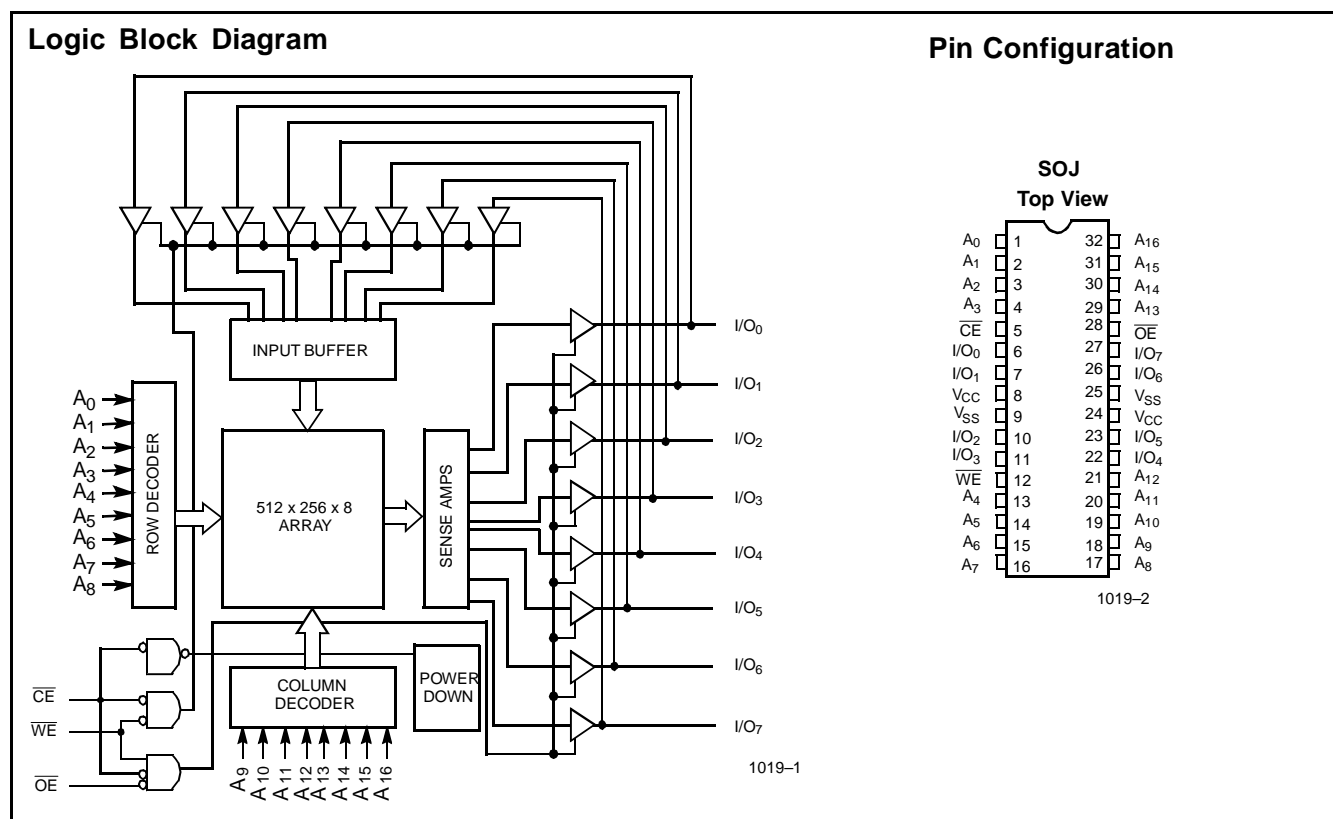 Logic Block Diagram
INPUT BUFFER
A0
A1
A2
A3
A4
A5
A6
A7
A8
ROW DECODER
512 x 256 x 8
ARRAY
SENSE AMPS
I/O0
I/O1
I/O2
I/O3
I/O4
I/O5
I/O6
I/O7
CE
WE
OE
COLUMN
DECODER
POWER
DOWN
A9
A10
A11
A12
A13
A14
A15
A16
1019–1
Pin Configuration
SOJ
Top View
A0 1 32 A16
A1 2 31 A15
A2 3 30 A14
A3 4 29 A13
CE 5 28 OE
I/O0 6 27 I/O7
I/O1 7 26 I/O6
VCC 8 25 VSS
VSS 9 24 VCC
I/O2 10 23 I/O5
I/O3 11 22 I/O4
WE 12 21 A12
A4 13 20 A11
A5 14 19 A10
A6 15 18 A9
A7 16 17 A8
1019–2